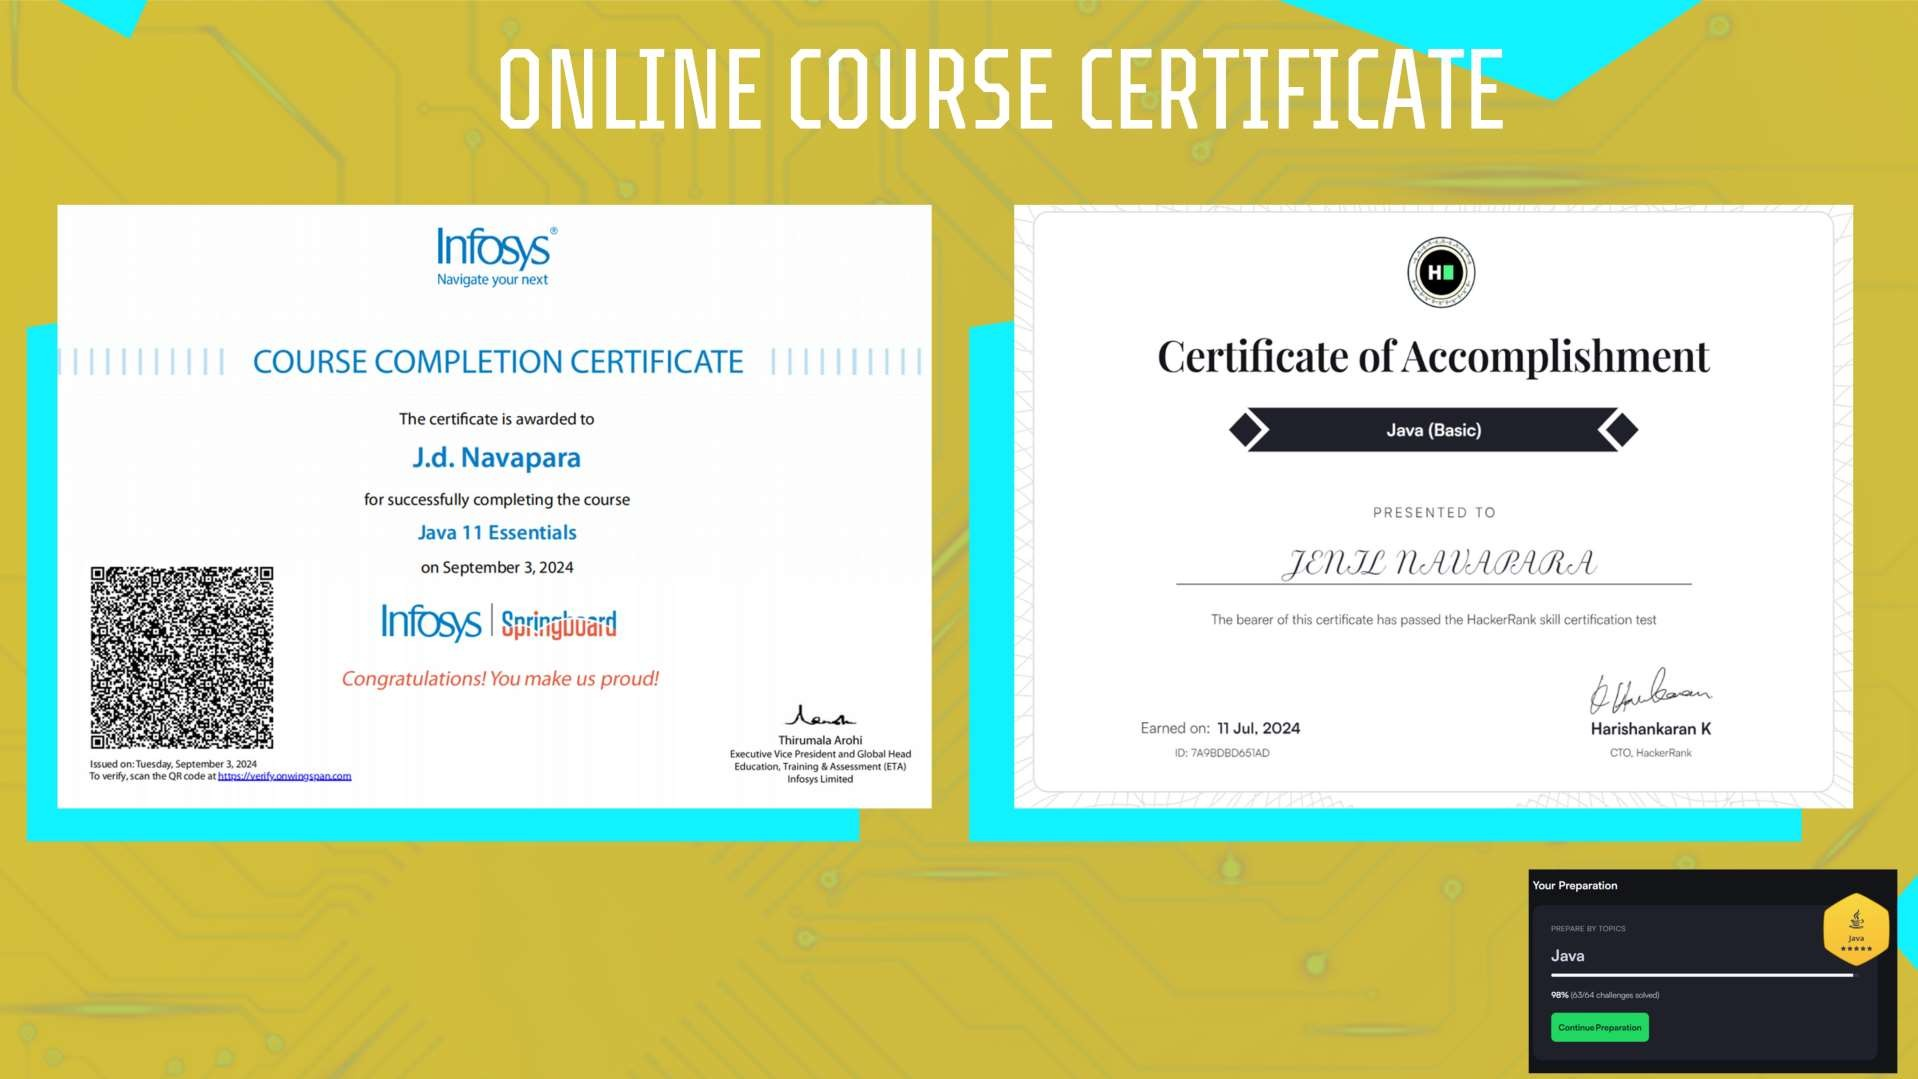 ONLINE COURSE CERTIFICATE
Infosys®
Navigate your next
COURSE COMPLETION CERTIFICATE
The certificate is awarded to
J.d. Navapara
for successfully completing the course
Java 11 Essentials
on September 3, 2024
Infosys | Springboard
Congratulations! You make us proud!
Thirumala Arohi
Executive Vice President and Global Head
Education, Training & Assessment (ETA)
Infosys Limited
Issued on: Tuesday, September 3, 2024
To verify, scan the QR code at https://verify.onwingspan.com
H
Certificate of Accomplishment
Java (Basic)
PRESENTED TO
JENIL NAVAPARA
The bearer of this certificate has passed the HackerRank skill certification test
Earned on: 11 Jul, 2024
ID: 7A9BDBD651AD
Harishankaran K
CTO, HackerRank
Your Preparation
PREPARE BY TOPICS
Java
Java
98% (63/64 challenges solved)
Continue Preparation